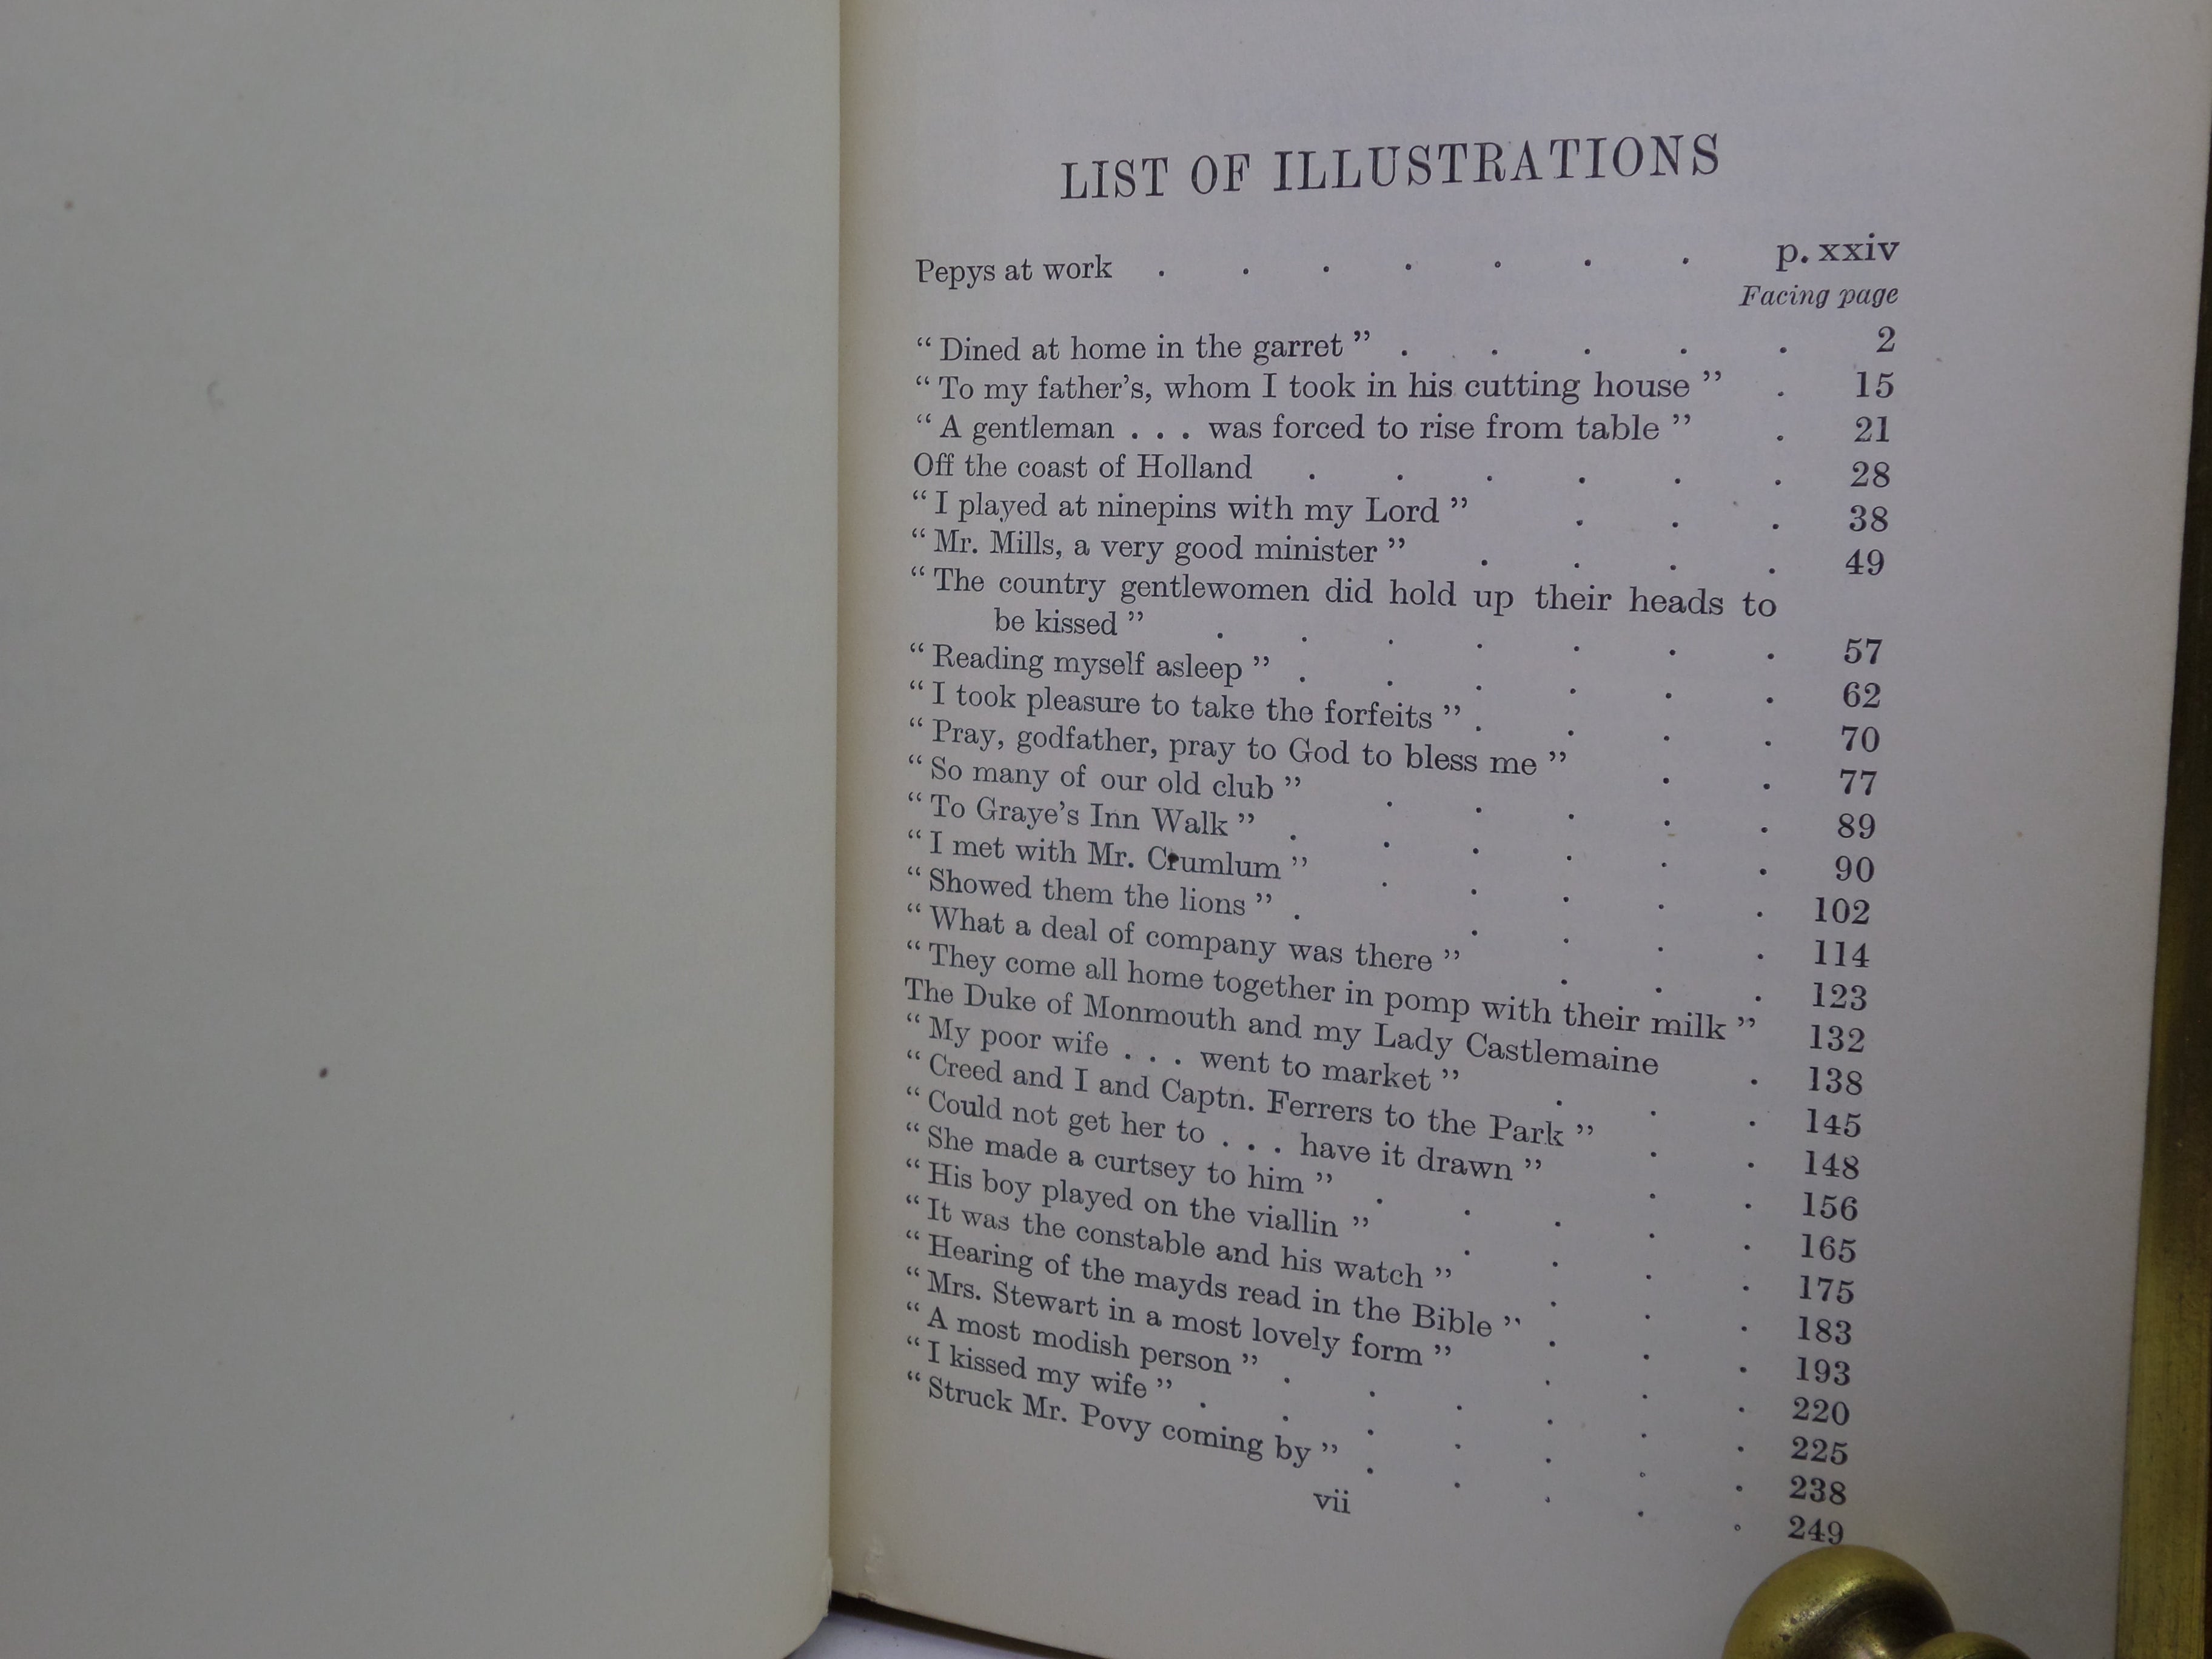 LIST OF ILLUSTRATIONS
Pepys at work . . . . . . . p. xxiv
Facing page
“ Dined at home in the garret ” . . . . . 2
“ To my father’s, whom I took in his cutting house ” . 15
“ A gentleman . . . was forced to rise from table ” . 21
Off the coast of Holland . . . . . . 28
“ I played at ninepins with my Lord ” . . . 38
“ Mr. Mills, a very good minister ” . . . . 49
“ The country gentlewomen did hold up their heads to
be kissed ” . . . . . . . 57
“ Reading myself asleep ” . . . . . . 62
“ I took pleasure to take the forfeits ” . . . . 70
“ Pray, godfather, pray to God to bless me ” . . 77
“ So many of our old club ” . . . . . 89
“ To Graye’s Inn Walk ” . . . . . . 90
“ I met with Mr. Crumlum ” . . . . . 102
“ Showed them the lions ” . . . . . 114
“ What a deal of company was there ” . . . 123
“ They come all home together in pomp with their milk ” 132
The Duke of Monmouth and my Lady Castlemaine . 138
“ My poor wife . . . went to market ” . . . 145
“ Creed and I and Captn. Ferrers to the Park ” . . 148
“ Could not get her to . . . have it drawn ” . . 156
“ She made a curtsey to him ” . . . . . 165
“ His boy played on the viallin ” . . . . 175
“ It was the constable and his watch ” . . . 183
“ Hearing of the mayds read in the Bible ” . . . 193
“ Mrs. Stewart in a most lovely form ” . . . 220
“ A most modish person ” . . . . . . 225
“ I kissed my wife ” . . . . . . . 238
“ Struck Mr. Povy coming by ” . . . . . 249
vii